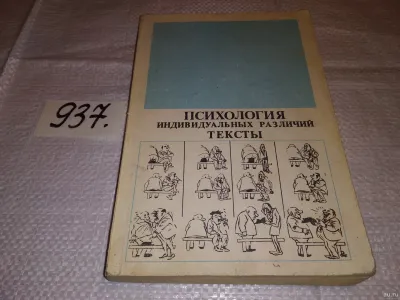 937.
ПСИХОЛОГИЯ
ИНДИВИДУАЛЬНЫХ РАЗЛИЧИЙ
ТЕКСТЫ